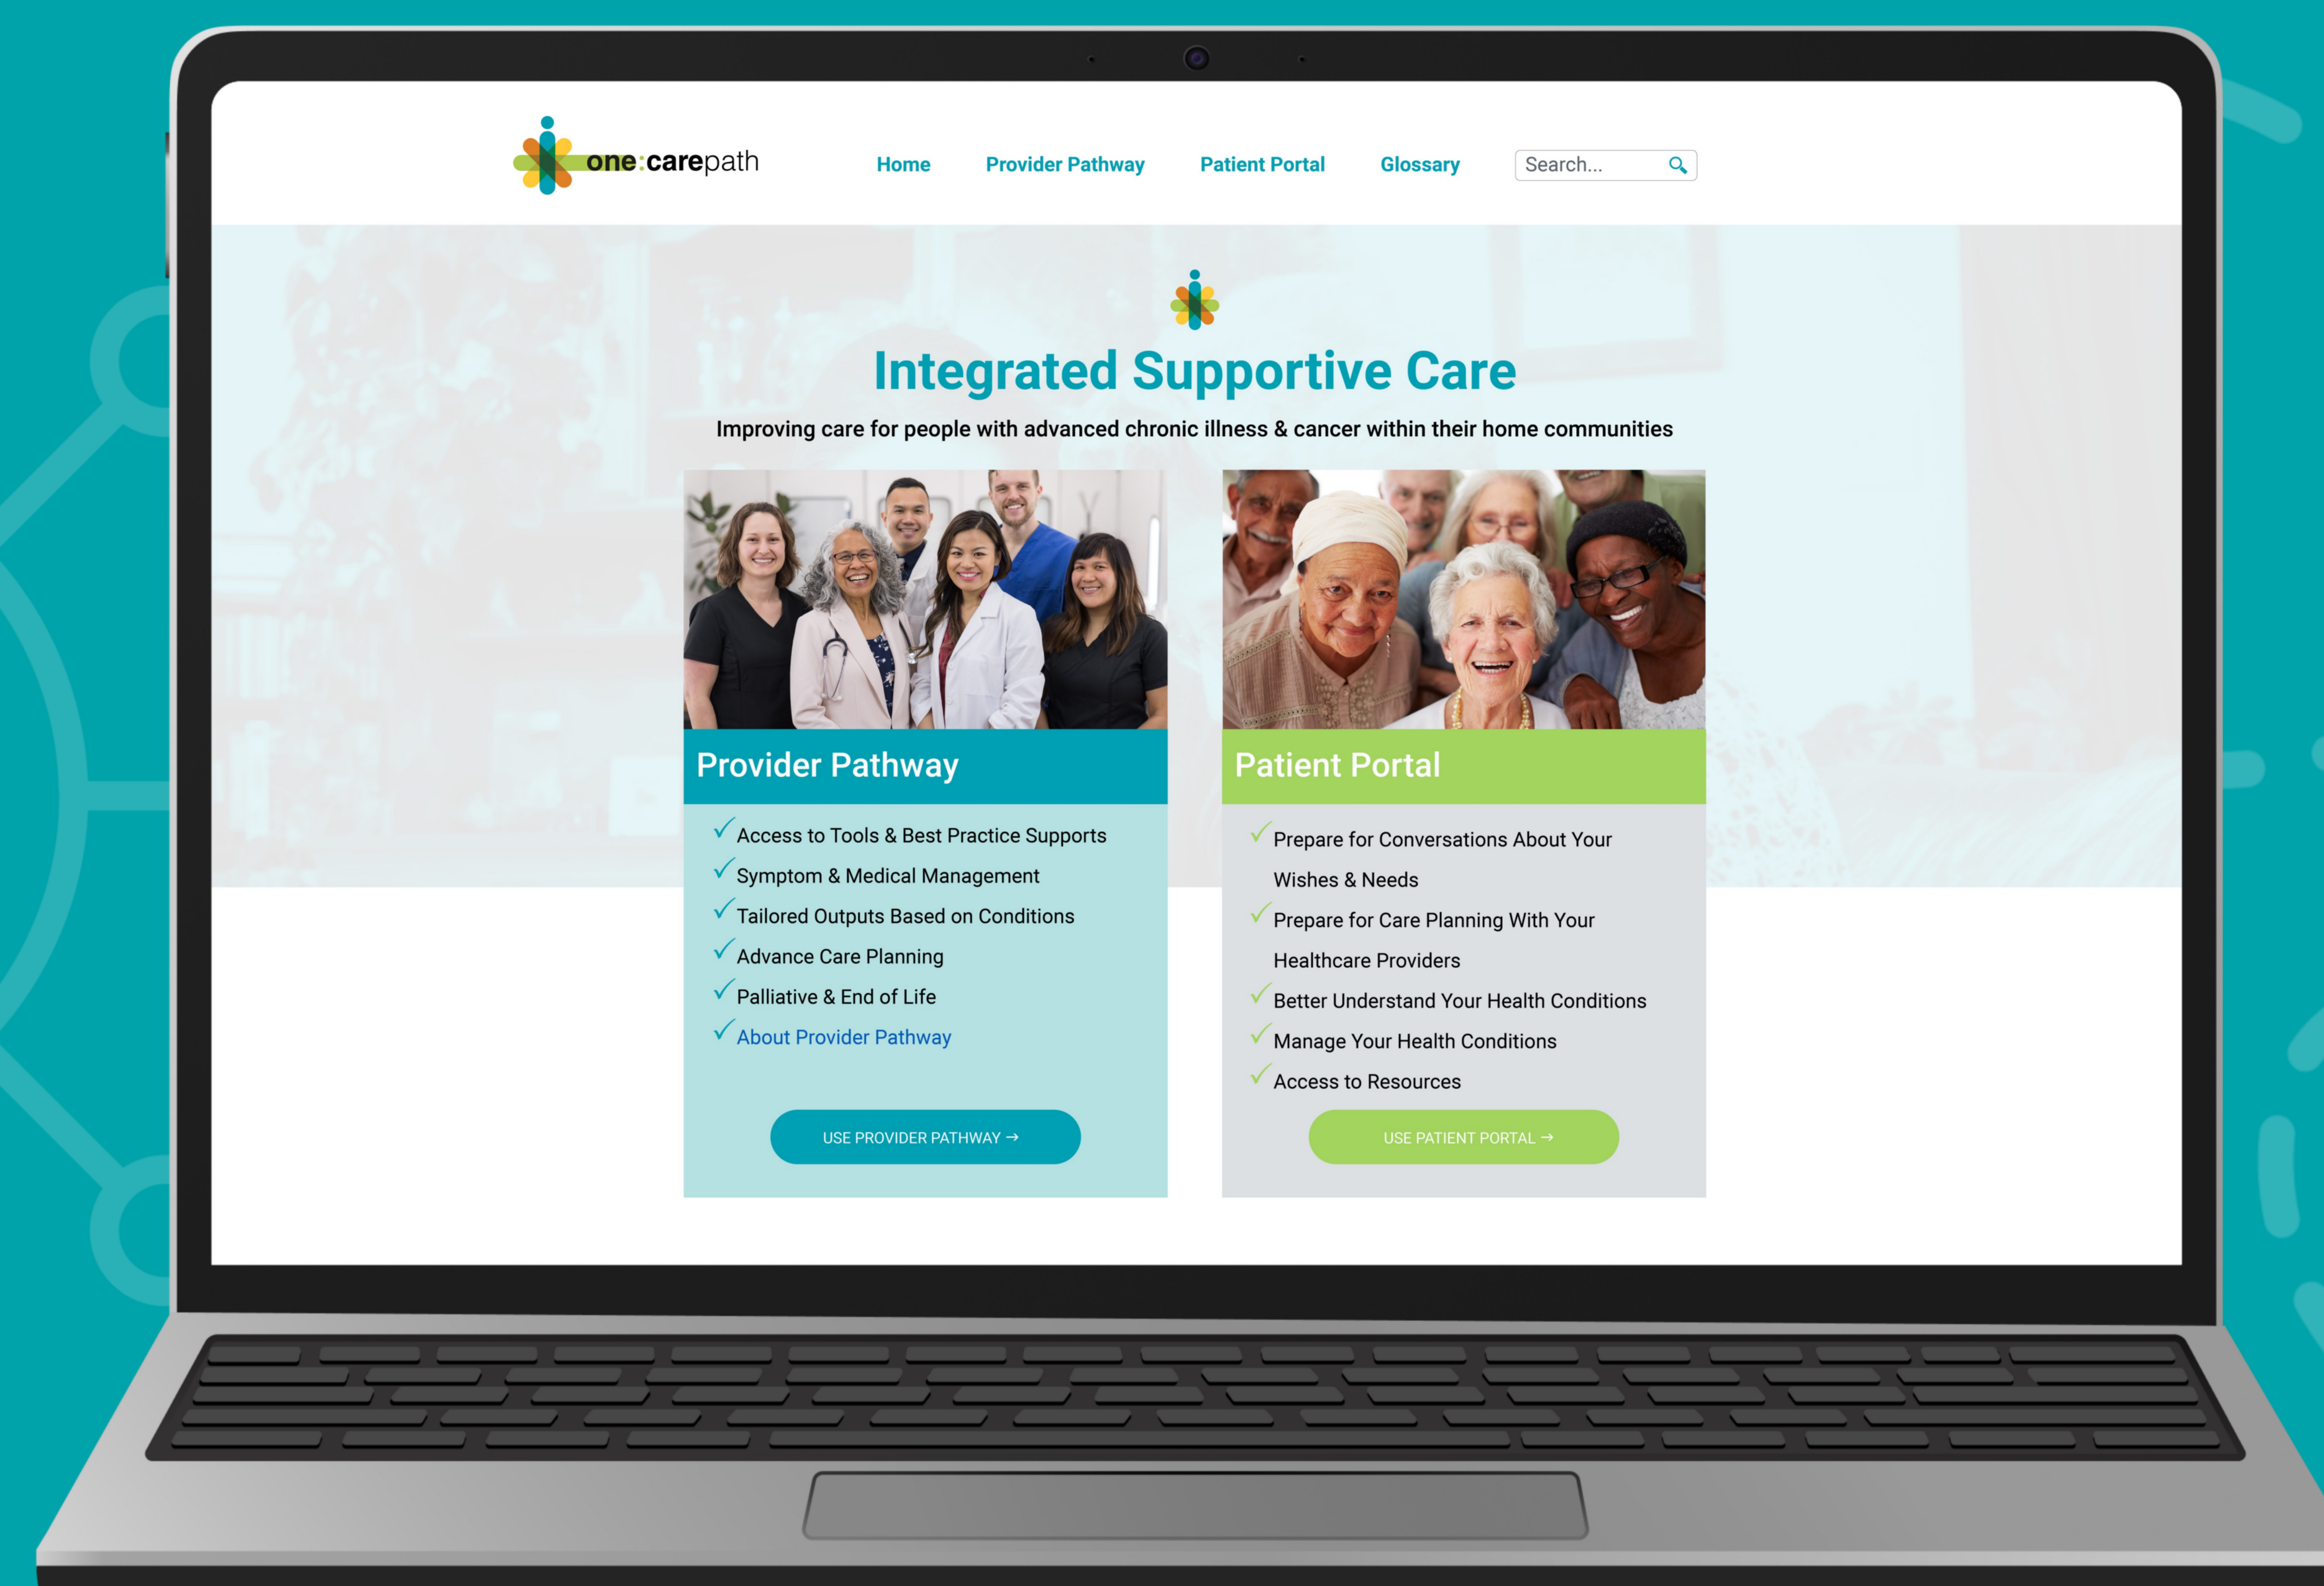 one:carepath
Home
Provider Pathway
Patient Portal
Glossary
Search...
Integrated Supportive Care
Improving care for people with advanced chronic illness & cancer within their home communities
Provider Pathway
Access to Tools & Best Practice Supports
Symptom & Medical Management
Tailored Outputs Based on Conditions
Advance Care Planning
Palliative & End of Life
About Provider Pathway
USE PROVIDER PATHWAY →
Patient Portal
Prepare for Conversations About Your
Wishes & Needs
Prepare for Care Planning With Your
Healthcare Providers
Better Understand Your Health Conditions
Manage Your Health Conditions
Access to Resources
USE PATIENT PORTAL →